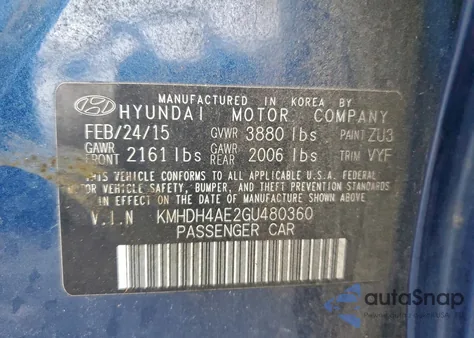 MANUFACTURED IN KOREA BY
HYUNDAI MOTOR COMPANY
FEB/24/15 GVWR 3880 lbs PAINT ZU3
GAWR FRONT 2161 lbs GAWR REAR 2006 lbs TRIM VYF
THIS VEHICLE CONFORMS TO ALL APPLICABLE U.S. FEDERAL
MOTOR VEHICLE SAFETY, BUMPER, AND THEFT PREVENTION STANDARDS
IN EFFECT ON THE DATE OF MANUFACTURE SHOWN ABOVE.
V.I.N KMHDH4AE2GU480360
PASSENGER CAR
autoSnap